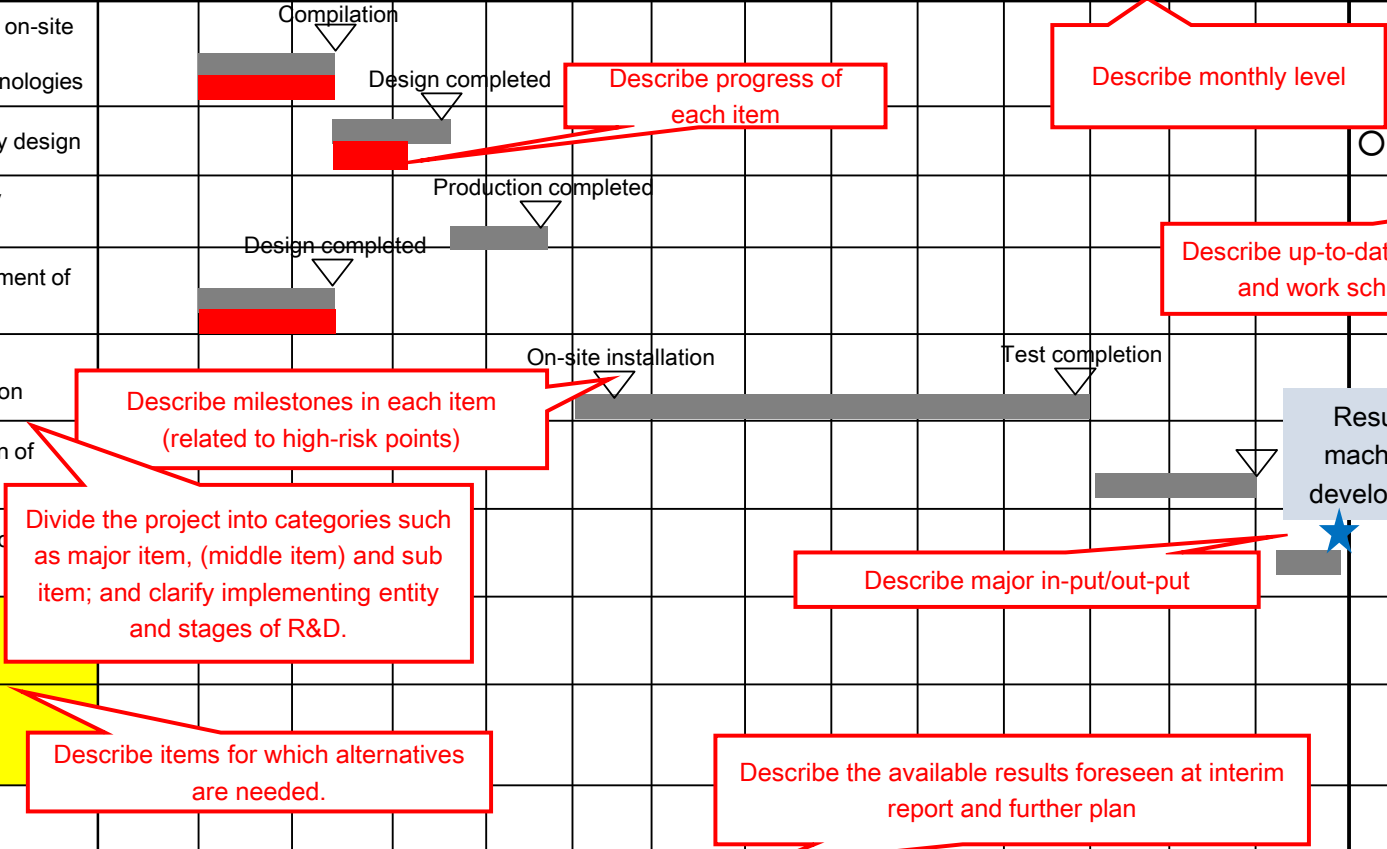 Compilation
on-site
nologies
Design completed
Describe progress of
each item
Describe monthly level
y design
Production completed
Design completed
ment of
Describe up-to-dat
and work sch
On-site installation
Test completion
on
Describe milestones in each item
(related to high-risk points)
n of
Resu
mach
develo
Divide the project into categories such
as major item, (middle item) and sub
item; and clarify implementing entity
and stages of R&D.
Describe major in-put/out-put
Describe items for which alternatives
are needed.
Describe the available results foreseen at interim
report and further plan